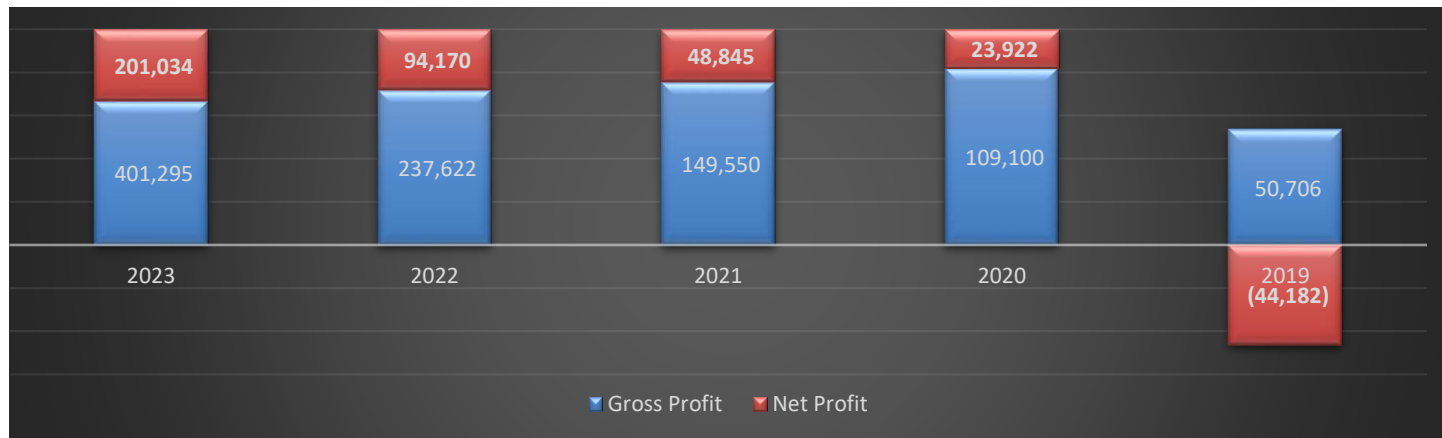 201,034 94,170 48,845 23,922
401,295 237,622 149,550 109,100 50,706
2023 2022 2021 2020 2019
(44,182)
Gross Profit Net Profit